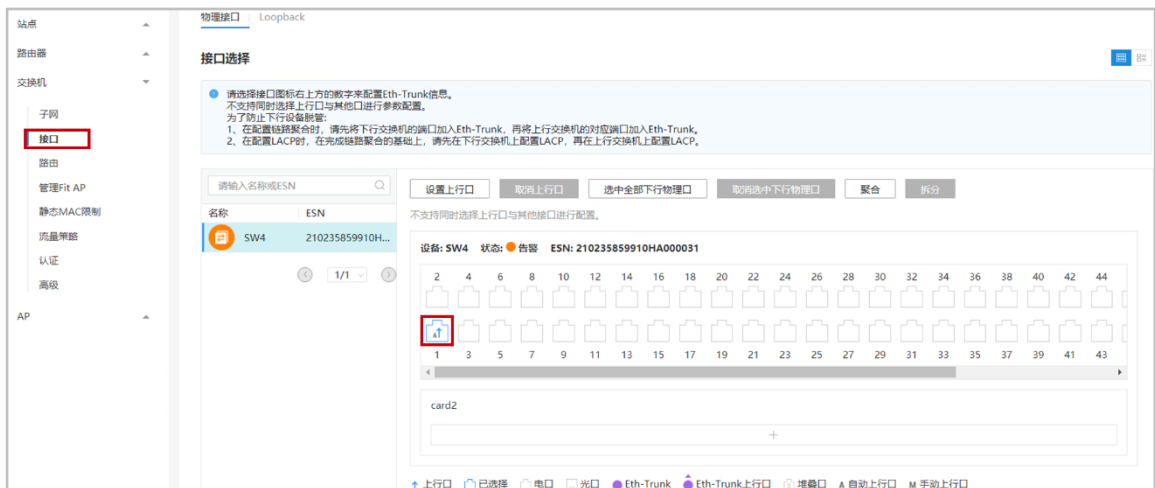 站点
路由器
交换机
子网
接口
路由
管理Fit AP
静态MAC限制
流量策略
认证
高级
AP
物理接口 Loopback
接口选择
请选择接口图标右上方的数字来配置Eth-Trunk信息。
不支持同时选择上行口与其他口进行参数配置。
为了防止下行设备脱管:
1、在配置链路聚合时，请先将下行交换机的端口加入Eth-Trunk，再将上行交换机的对应端口加入Eth-Trunk。
2、在配置LACP时，在完成链路聚合的基础上，请先在下行交换机上配置LACP，再在上行交换机上配置LACP。
请输入名称或ESN
名称 ESN
SW4 210235859910H...
1/1
设置上行口 取消上行口 选中全部下行物理口 取消选中下行物理口 聚合 拆分
不支持同时选择上行口与其他接口进行配置。
设备: SW4 状态: 告警 ESN: 210235859910HA000031
2 4 6 8 10 12 14 16 18 20 22 24 26 28 30 32 34 36 38 40 42 44
A
1 3 5 7 9 11 13 15 17 19 21 23 25 27 29 31 33 35 37 39 41 43
card2
+
上行口 已选择 电口 光口 Eth-Trunk Eth-Trunk上行口 堆叠口 A 自动上行口 M 手动上行口